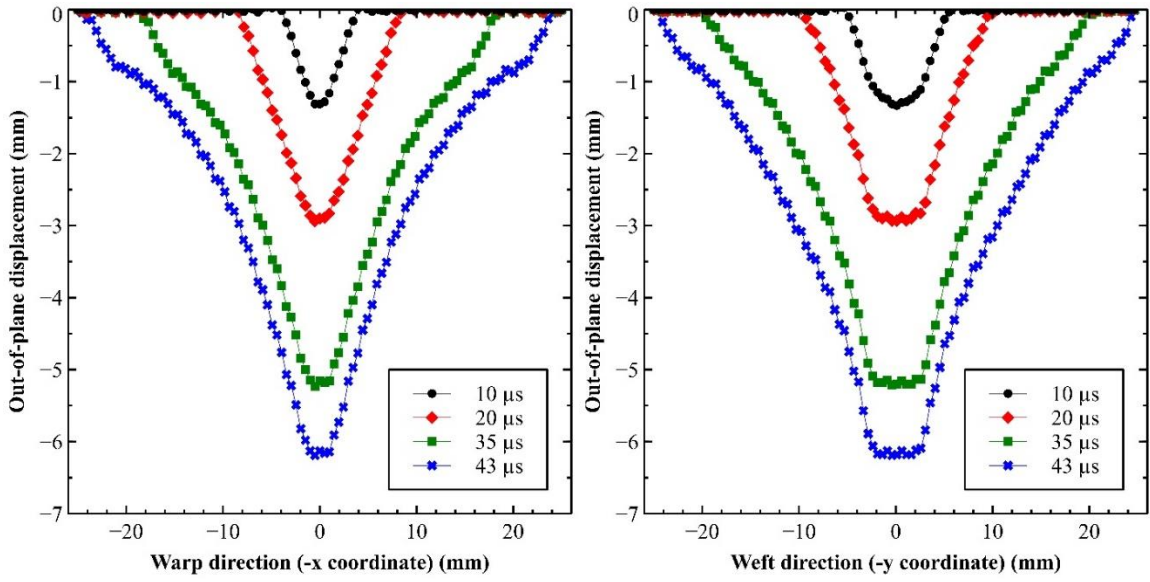 0
−1
−2
−3
−4
−5
−6
−7
Out-of-plane displacement (mm)
10 µs
20 µs
35 µs
43 µs
−20
−10
0
10
20
Warp direction (-x coordinate) (mm)
0
−1
−2
−3
−4
−5
−6
−7
Out-of-plane displacement (mm)
10 µs
20 µs
35 µs
43 µs
−20
−10
0
10
20
Weft direction (-y coordinate) (mm)